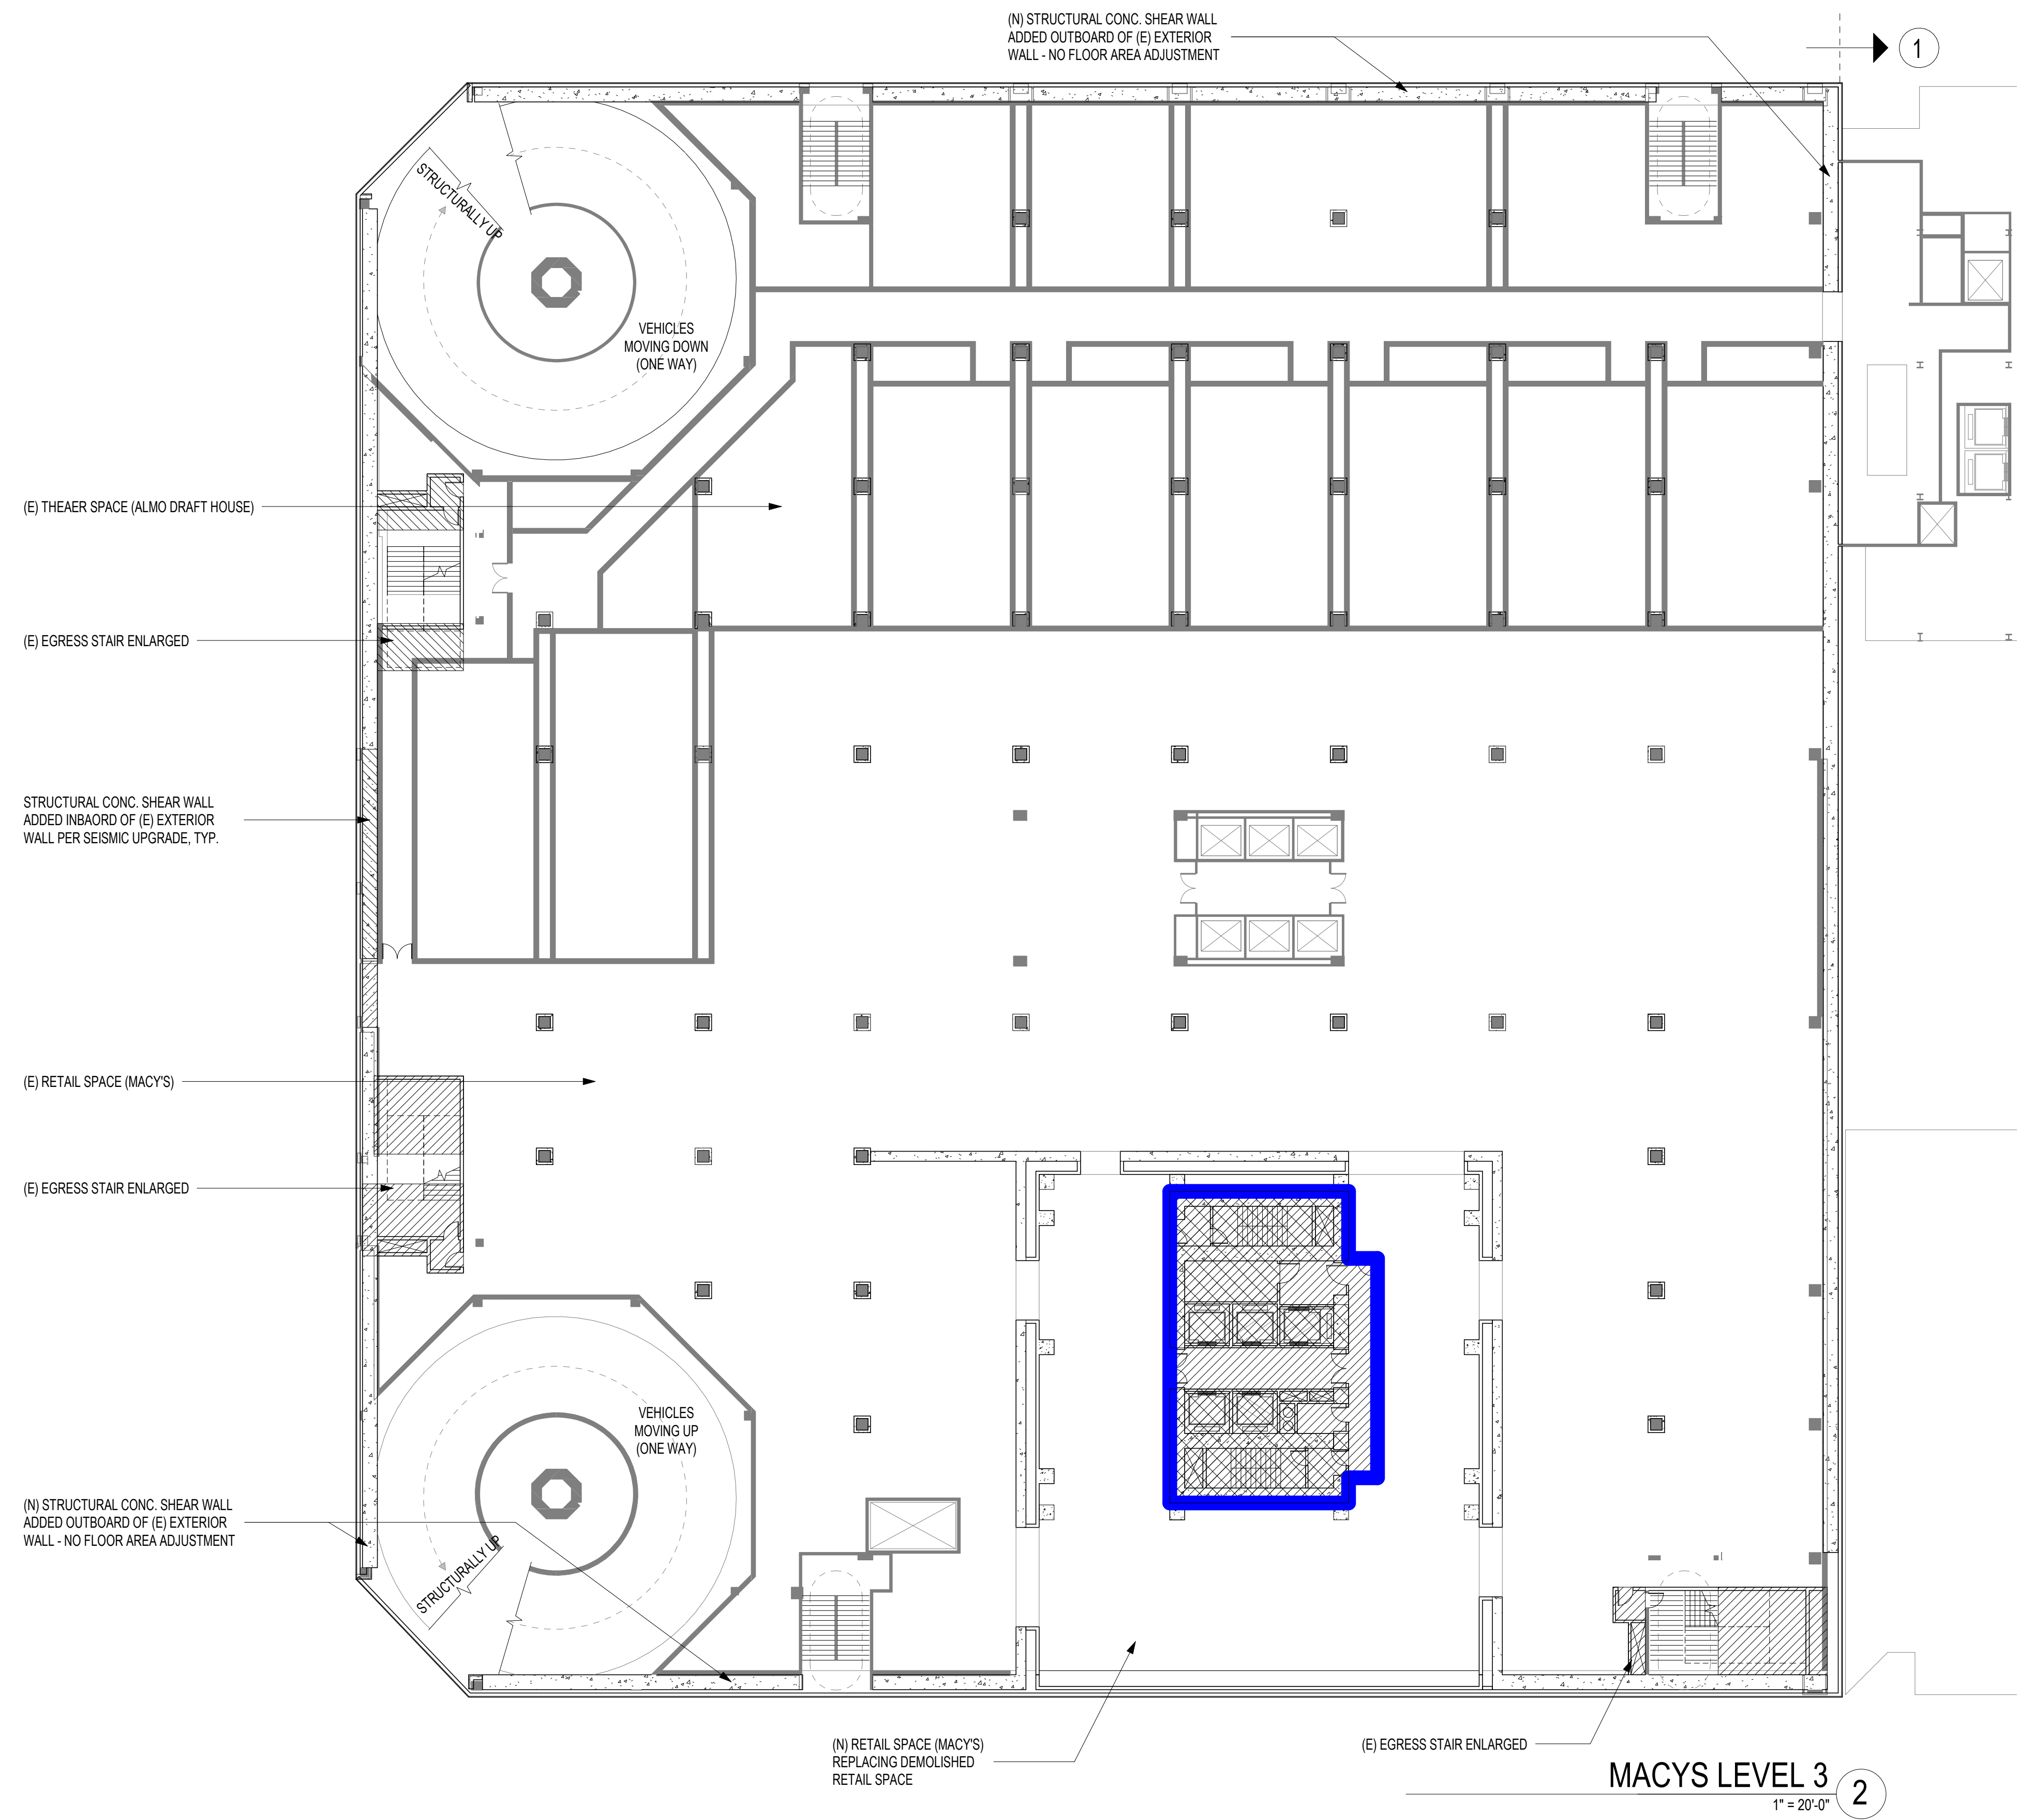 (N) STRUCTURAL CONC. SHEAR WALL
ADDED OUTBOARD OF (E) EXTERIOR
WALL - NO FLOOR AREA ADJUSTMENT
1
STRUCTURALLY UP
VEHICLES
MOVING DOWN
(ONE WAY)
(E) THEAER SPACE (ALMO DRAFT HOUSE)
(E) EGRESS STAIR ENLARGED
STRUCTURAL CONC. SHEAR WALL
ADDED INBAORD OF (E) EXTERIOR
WALL PER SEISMIC UPGRADE, TYP.
(E) RETAIL SPACE (MACY'S)
(E) EGRESS STAIR ENLARGED
VEHICLES
MOVING UP
(ONE WAY)
(N) STRUCTURAL CONC. SHEAR WALL
ADDED OUTBOARD OF (E) EXTERIOR
WALL - NO FLOOR AREA ADJUSTMENT
STRUCTURALLY UP
(N) RETAIL SPACE (MACY'S)
REPLACING DEMOLISHED
RETAIL SPACE
(E) EGRESS STAIR ENLARGED
MACYS LEVEL 3
1" = 20'-0"
2